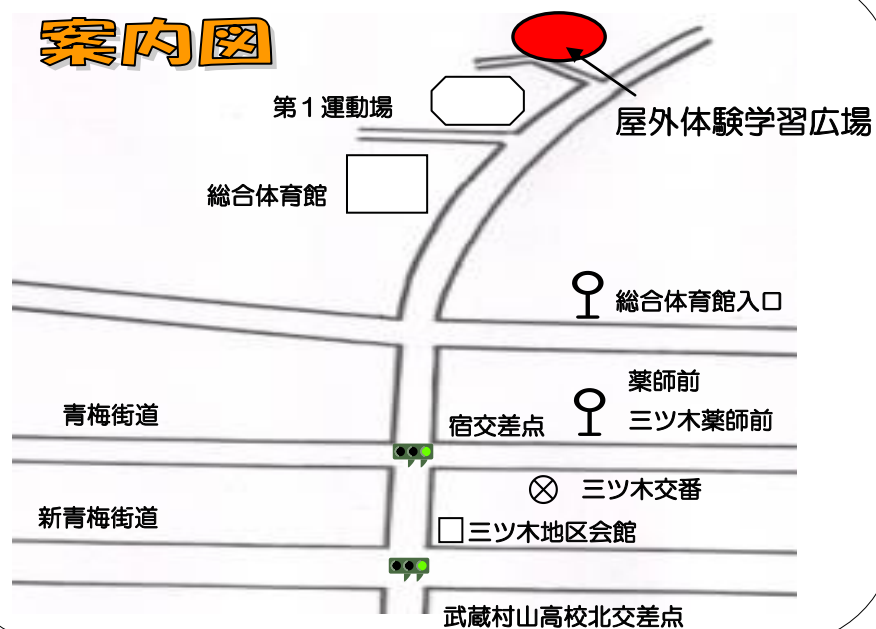 案内図
第１運動場
屋外体験学習広場
総合体育館
総合体育館入口
薬師前
青梅街道
宿交差点
三ツ木薬師前
三ツ木交番
新青梅街道
三ツ木地区会館
武蔵村山高校北交差点